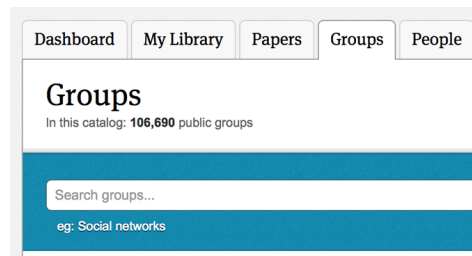 Dashboard My Library Papers Groups People
Groups
In this catalog: 106,690 public groups
Search groups...
eg: Social networks